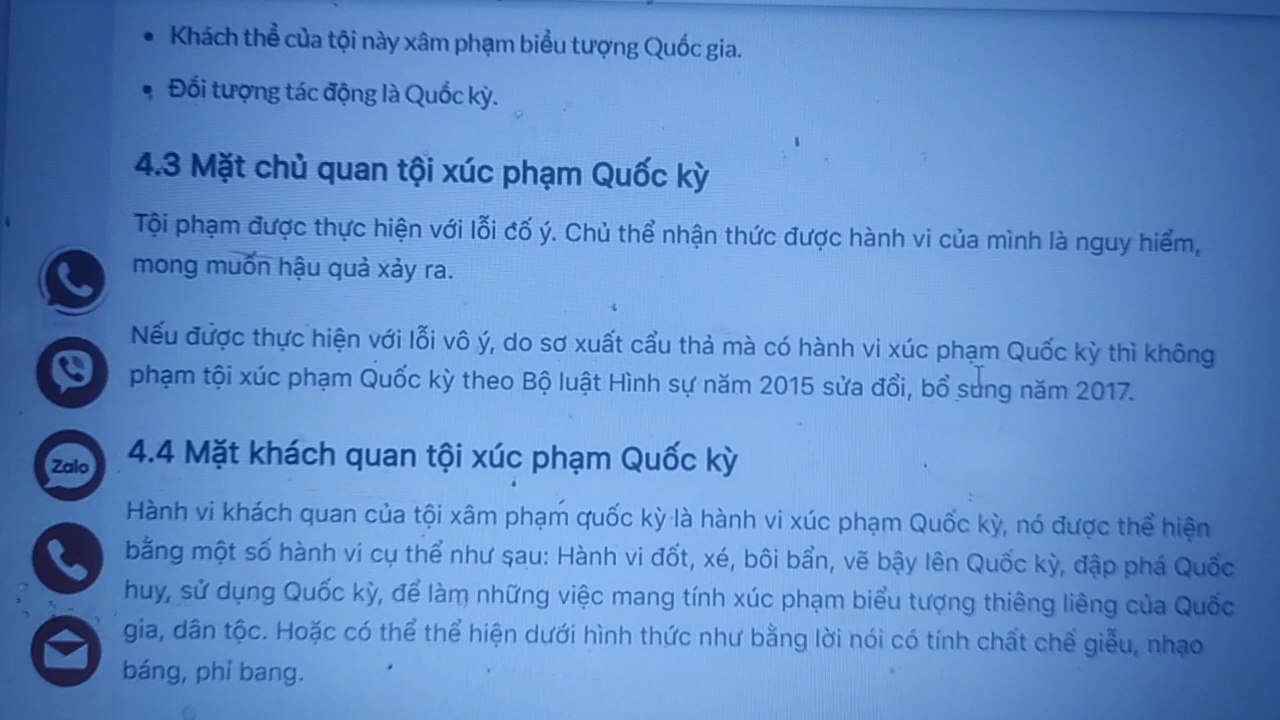 • Khách thể của tội này xâm phạm biểu tượng Quốc gia.
• Đối tượng tác động là Quốc kỳ.
4.3 Mặt chủ quan tội xúc phạm Quốc kỳ
Tội phạm được thực hiện với lỗi đố ý. Chủ thể nhận thức được hành vi của mình là nguy hiểm,
mong muốn hậu quả xảy ra.
Nếu được thực hiện với lỗi vô ý, do sơ xuất cẩu thả mà có hành vi xúc phạm Quốc kỳ thì không
phạm tội xúc phạm Quốc kỳ theo Bộ luật Hình sự năm 2015 sửa đổi, bổ sung năm 2017.
Zalo
4.4 Mặt khách quan tội xúc phạm Quốc kỳ
Hành vi khách quan của tội xâm phạm quốc kỳ là hành vi xúc phạm Quốc kỳ, nó được thể hiện
bằng một số hành vi cụ thể như sau: Hành vi đốt, xé, bôi bẩn, vẽ bậy lên Quốc kỳ, đập phá Quốc
huy, sử dụng Quốc kỳ, để làm những việc mang tính xúc phạm biểu tượng thiêng liêng của Quốc
gia, dân tộc. Hoặc có thể thể hiện dưới hình thức như bằng lời nói có tính chất chế giễu, nhạo
báng, phỉ bang.